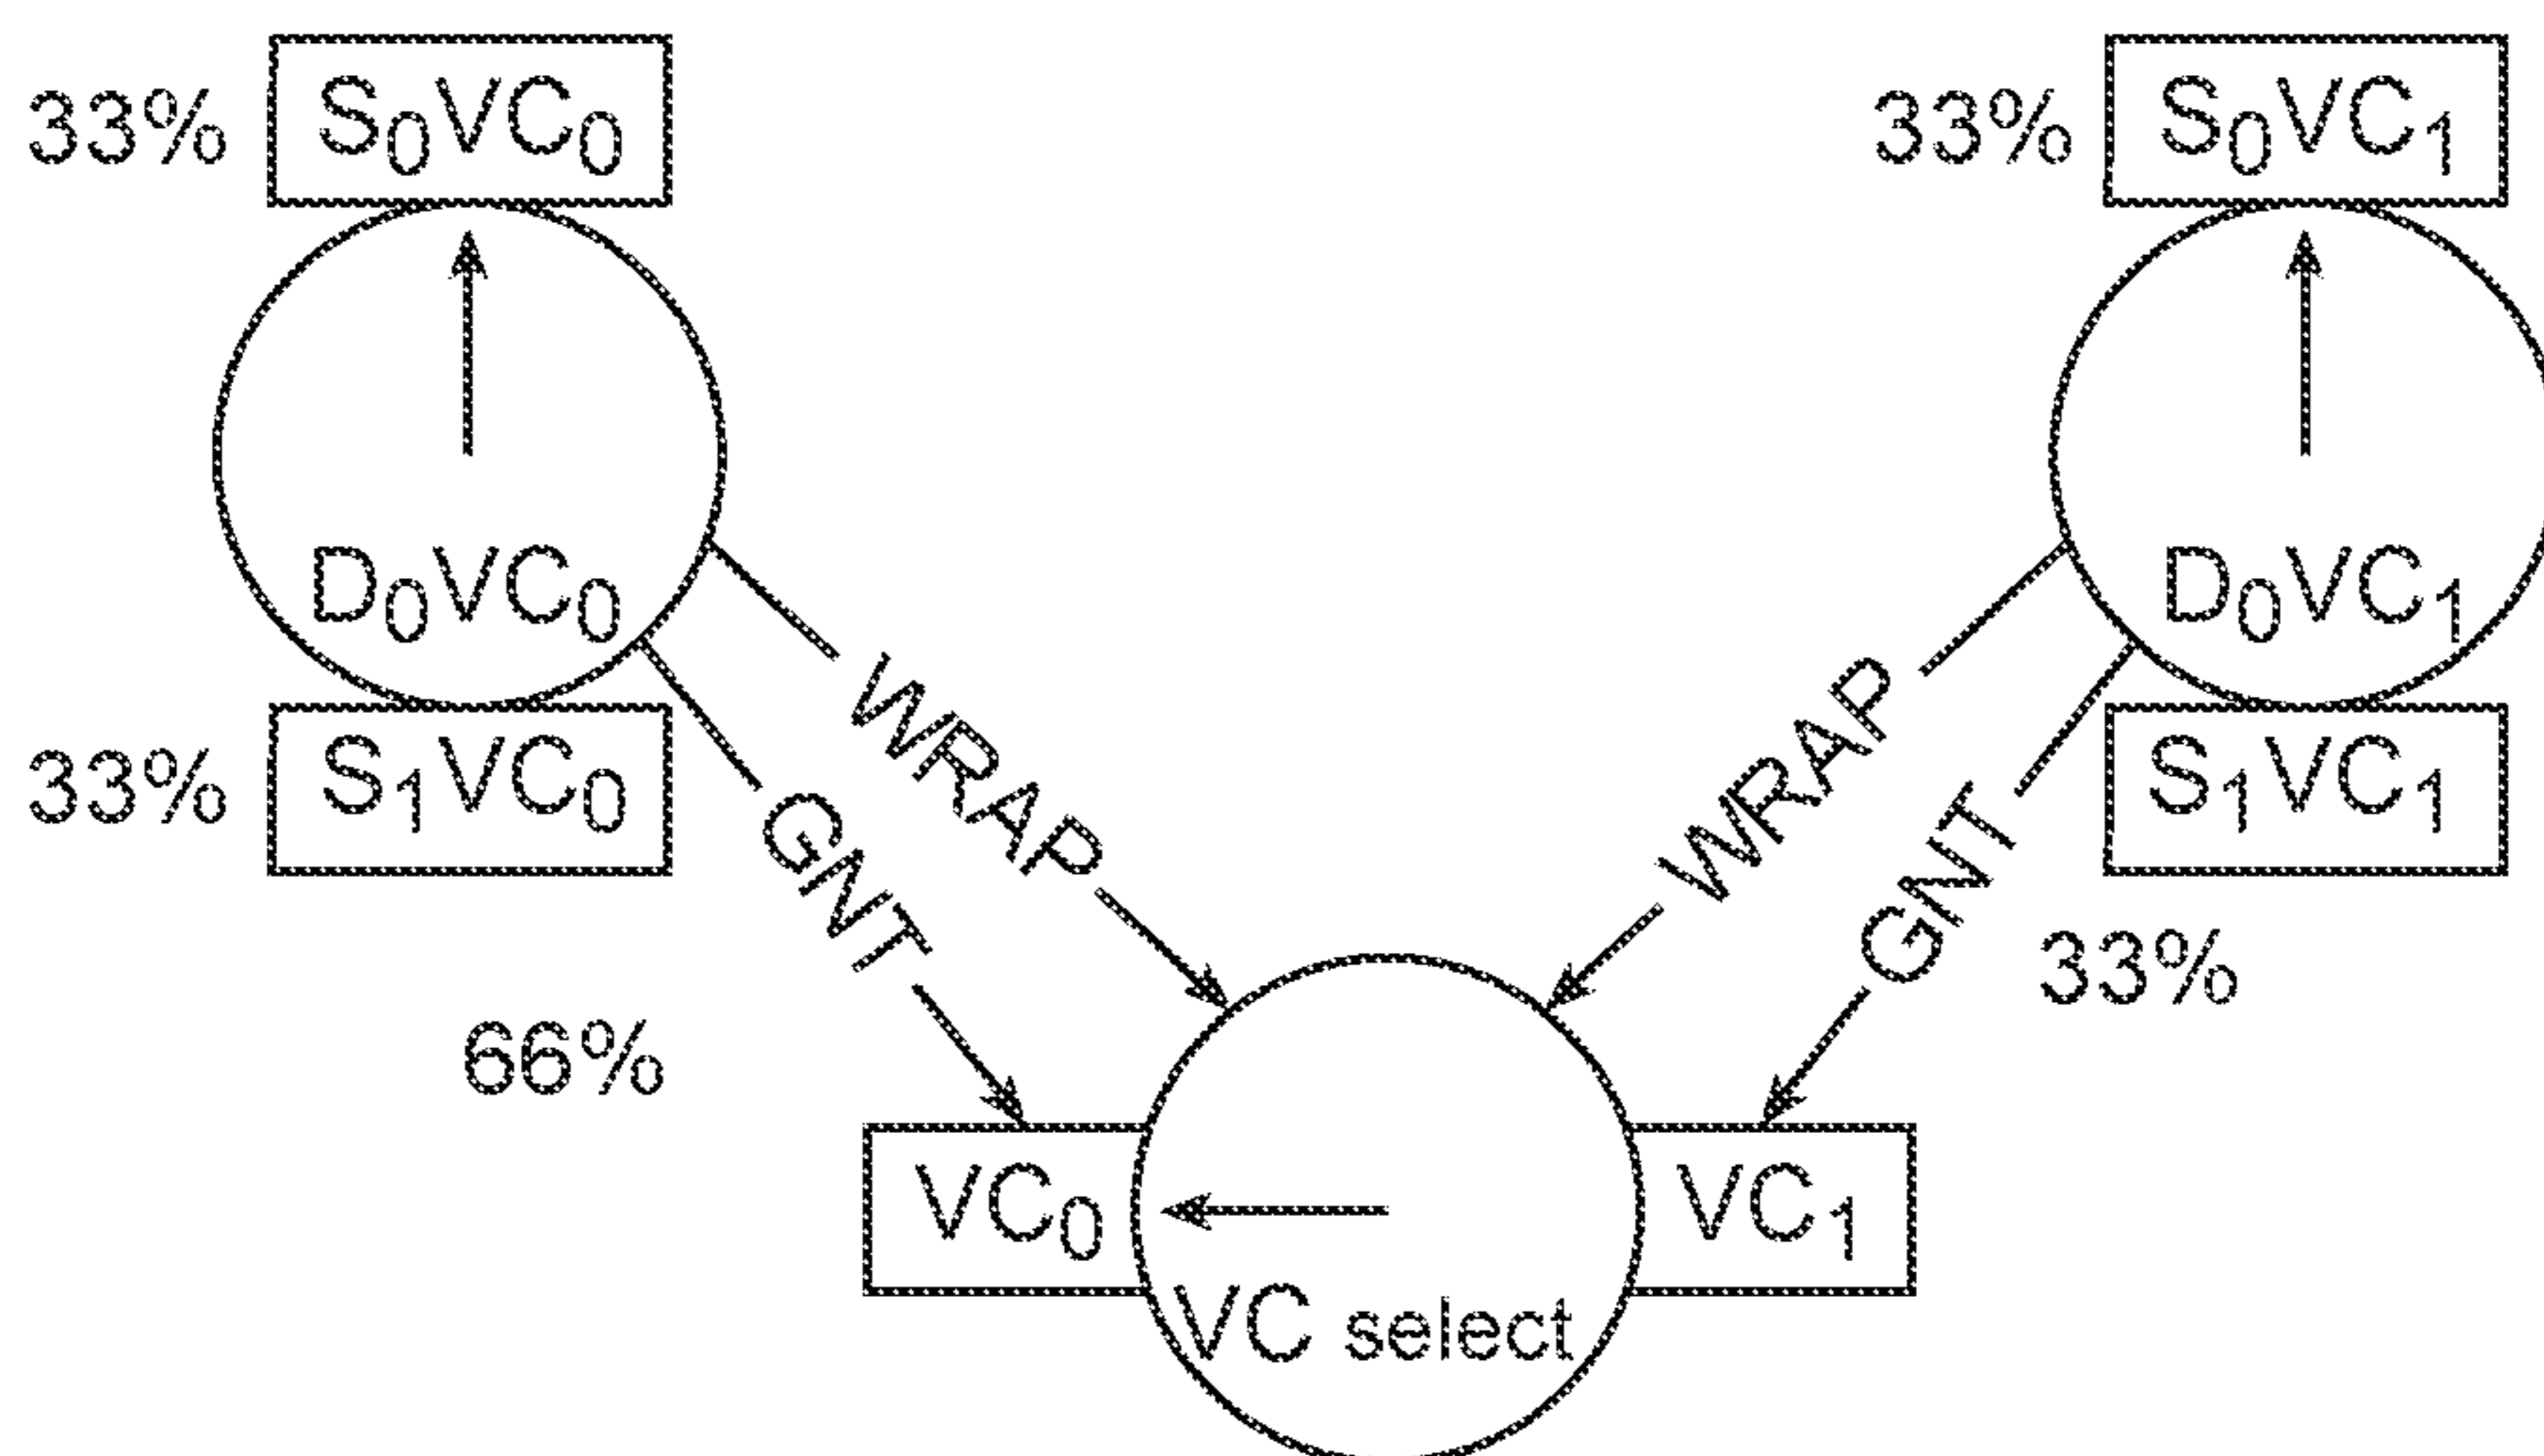 33%
S₀VC₀
33%
S₀VC₁
D₀VC₀
D₀VC₁
33%
S₁VC₀
WRAP
GNT
WRAP
GNT
S₁VC₁
33%
66%
VC₀
VC₁
VC select